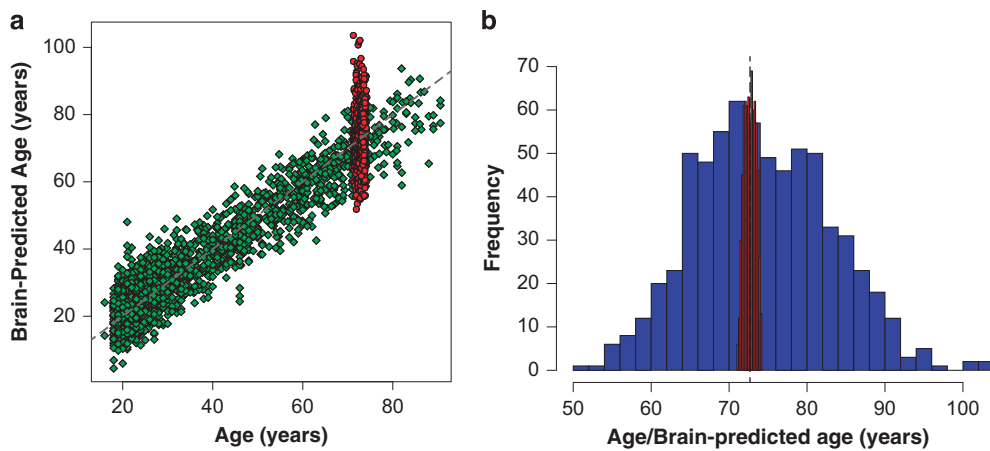 a
Brain-Predicted Age (years)
100
80
60
40
20
20 40 60 80
Age (years)
b
Frequency
70
60
50
40
30
20
10
0
50 60 70 80 90 100
Age/Brain-predicted age (years)